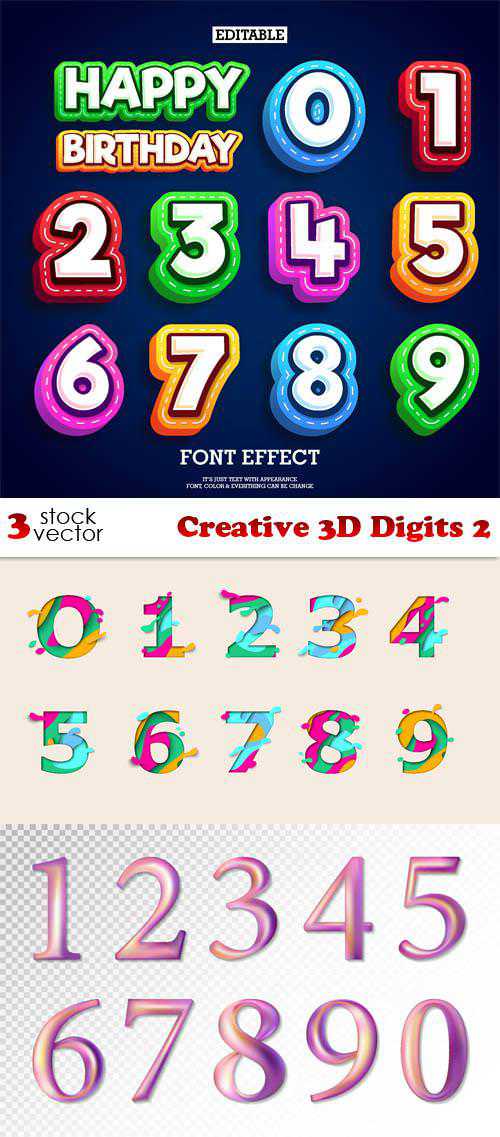 EDITABLE
HAPPY 0 1
BIRTHDAY
2 3 4 5
6 7 8 9
FONT EFFECT
IT'S JUST TEXT WITH APPEARANCE
FONT, COLOR & EVERYTHING CAN BE CHANGE
3 stock vector Creative 3D Digits 2
0 1 2 3 4
5 6 7 8 9
1 2 3 4 5
6 7 8 9 0